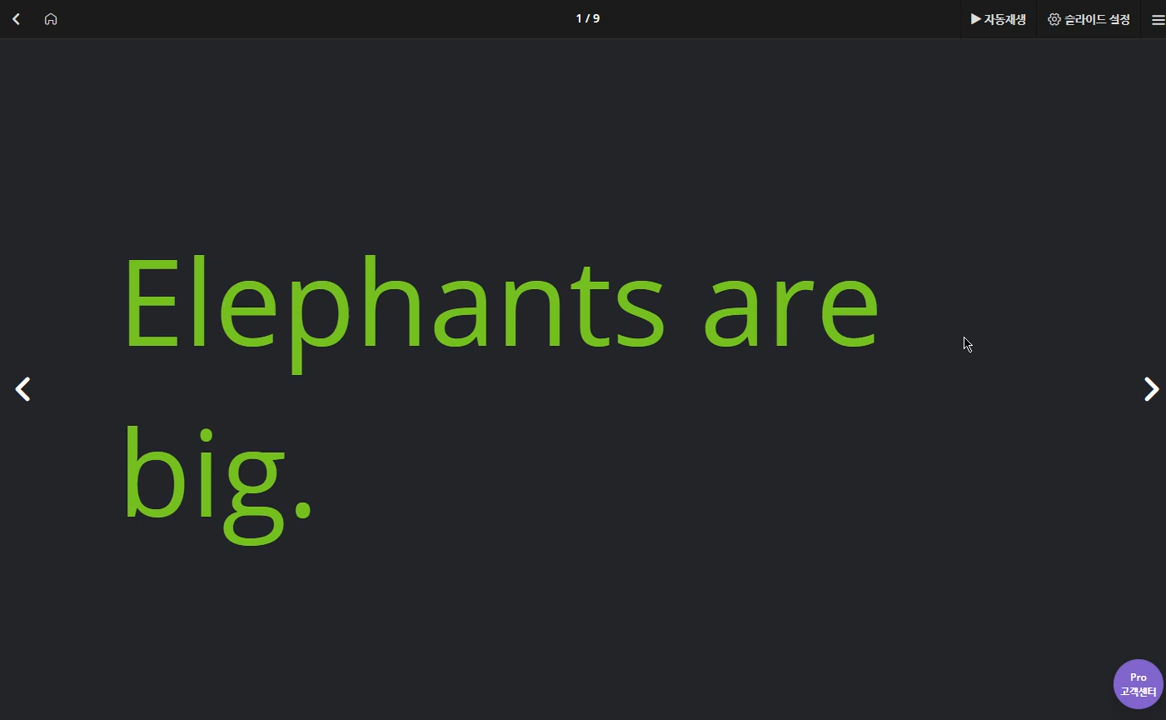 1 / 9
▶ 자동재생
슬라이드 설정
Elephants are
big.
Pro
고객센터